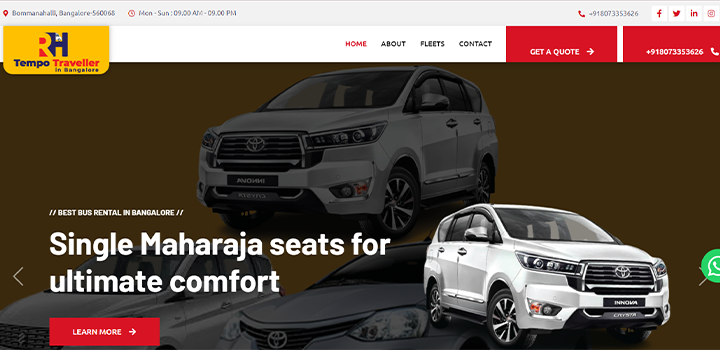 Bommanahalli, Bangalore-560068
Mon - Sun : 09.00 AM - 09.00 PM
+918073353626
RH
Tempo Traveller
in Bangalore
HOME
ABOUT
FLEETS
CONTACT
GET A QUOTE
+918073353626
// BEST BUS RENTAL IN BANGALORE //
Single Maharaja seats for
ultimate comfort
LEARN MORE
INNOVA
CRYSTA